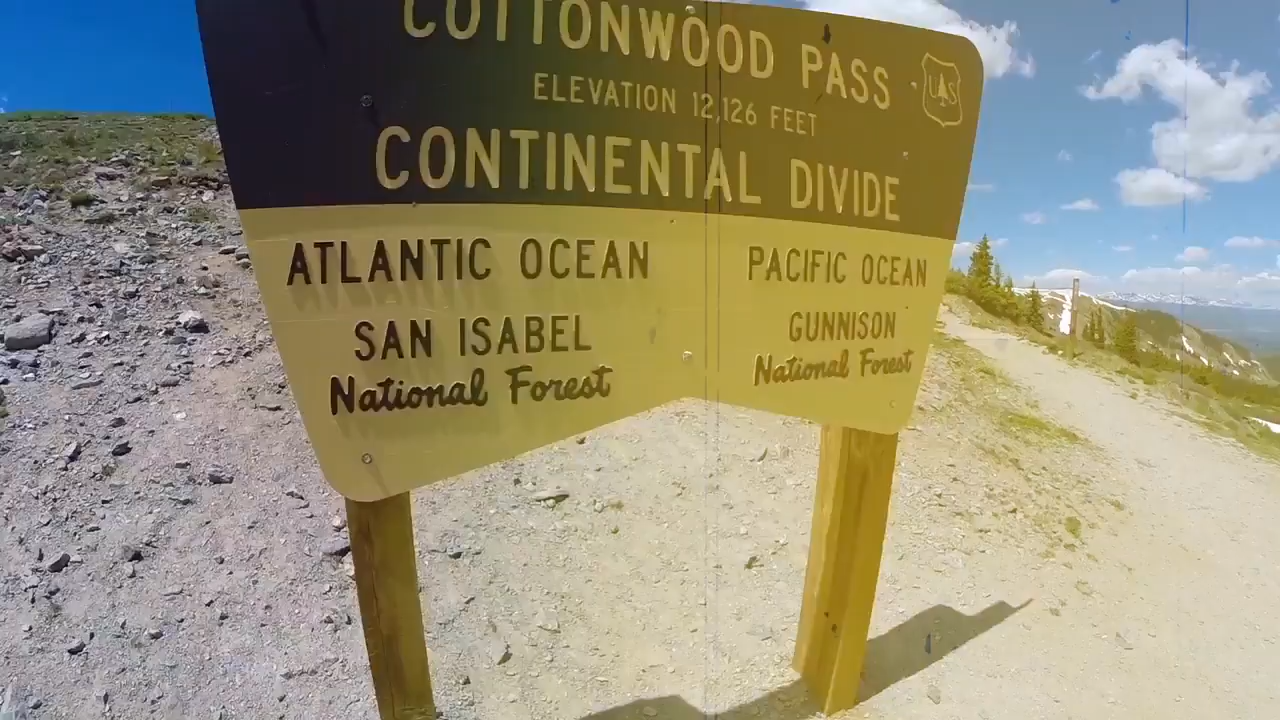 COTTONWOOD PASS
ELEVATION 12,126 FEET
UAS
CONTINENTAL DIVIDE
ATLANTIC OCEAN
PACIFIC OCEAN
SAN ISABEL
National Forest
GUNNISON
National Forest